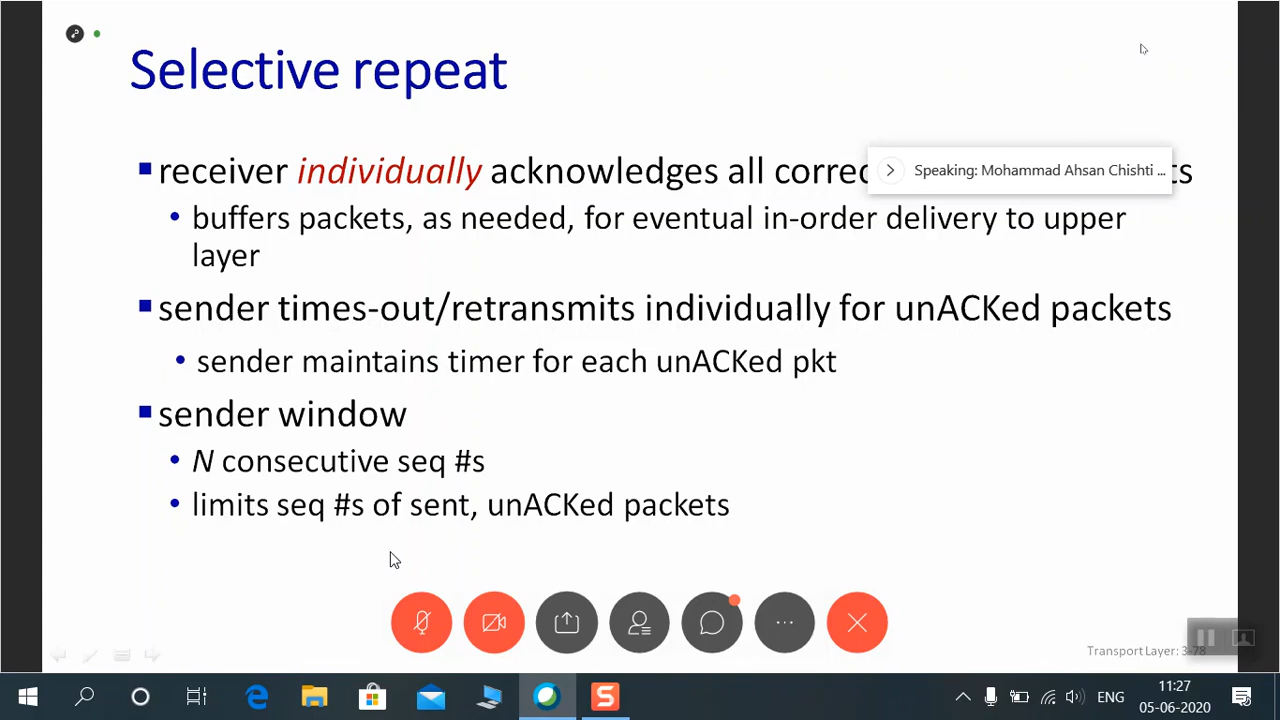 Selective repeat
receiver individually acknowledges all correc
Speaking: Mohammad Ahsan Chishti ...
• buffers packets, as needed, for eventual in-order delivery to upper
layer
sender times-out/retransmits individually for unACKed packets
• sender maintains timer for each unACKed pkt
sender window
• N consecutive seq #s
• limits seq #s of sent, unACKed packets
Transport Layer: 3-78
ENG
11:27
05-06-2020